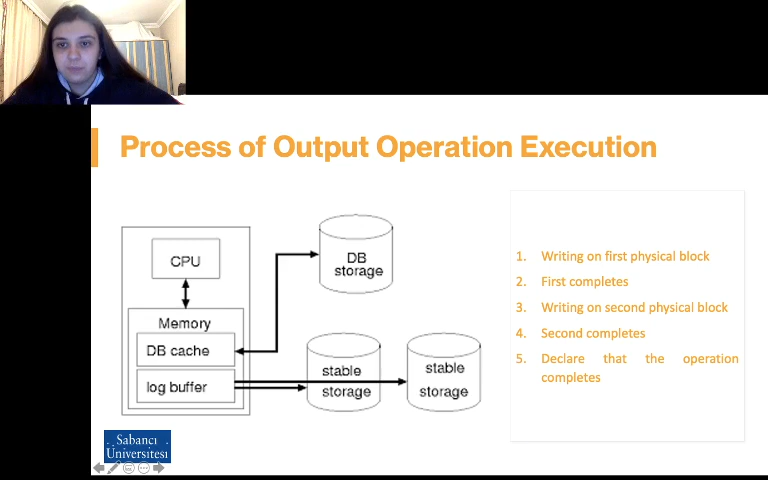 Process of Output Operation Execution
CPU
Memory
DB cache
log buffer
DB
storage
stable
storage
stable
storage
1. Writing on first physical block
2. First completes
3. Writing on second physical block
4. Second completes
5. Declare that the operation
completes
Sabancı
Üniversitesi